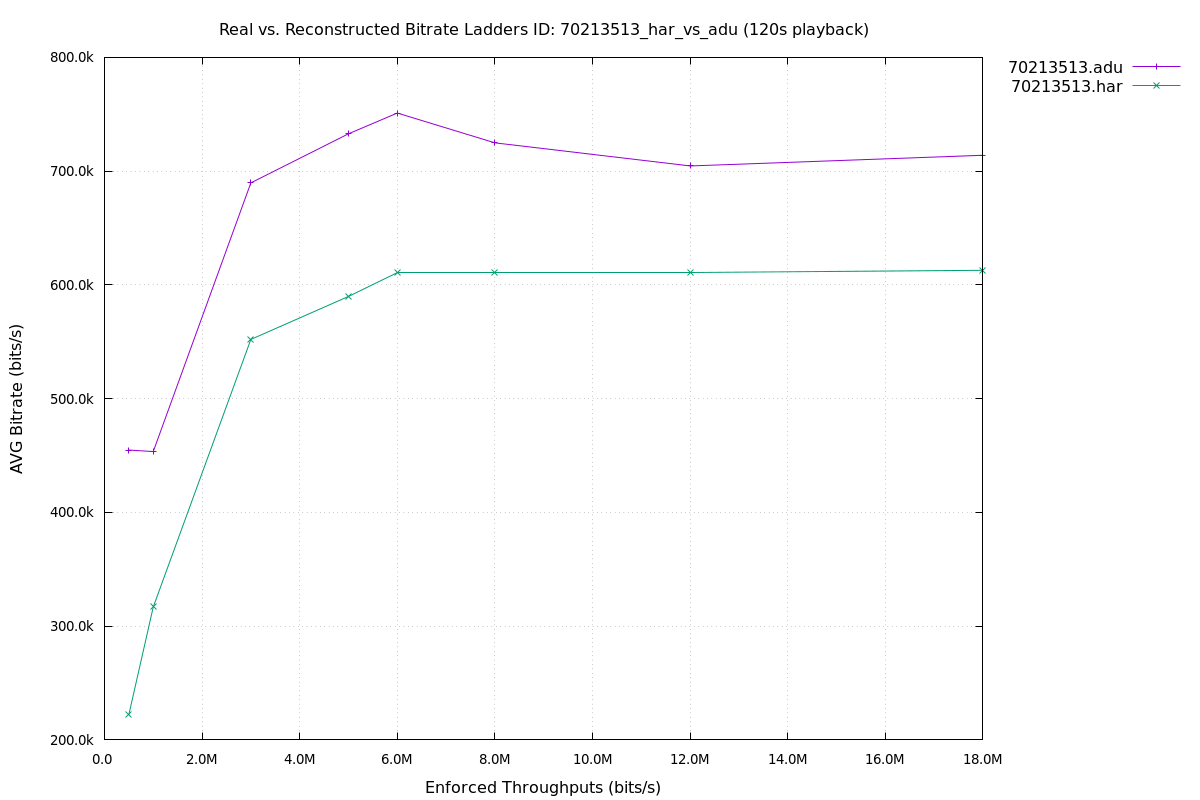 Real vs. Reconstructed Bitrate Ladders ID: 70213513_har_vs_adu (120s playback)
70213513.adu
70213513.har
800.0k
700.0k
600.0k
500.0k
400.0k
300.0k
200.0k
AVG Bitrate (bits/s)
0.0 2.0M 4.0M 6.0M 8.0M 10.0M 12.0M 14.0M 16.0M 18.0M
Enforced Throughputs (bits/s)